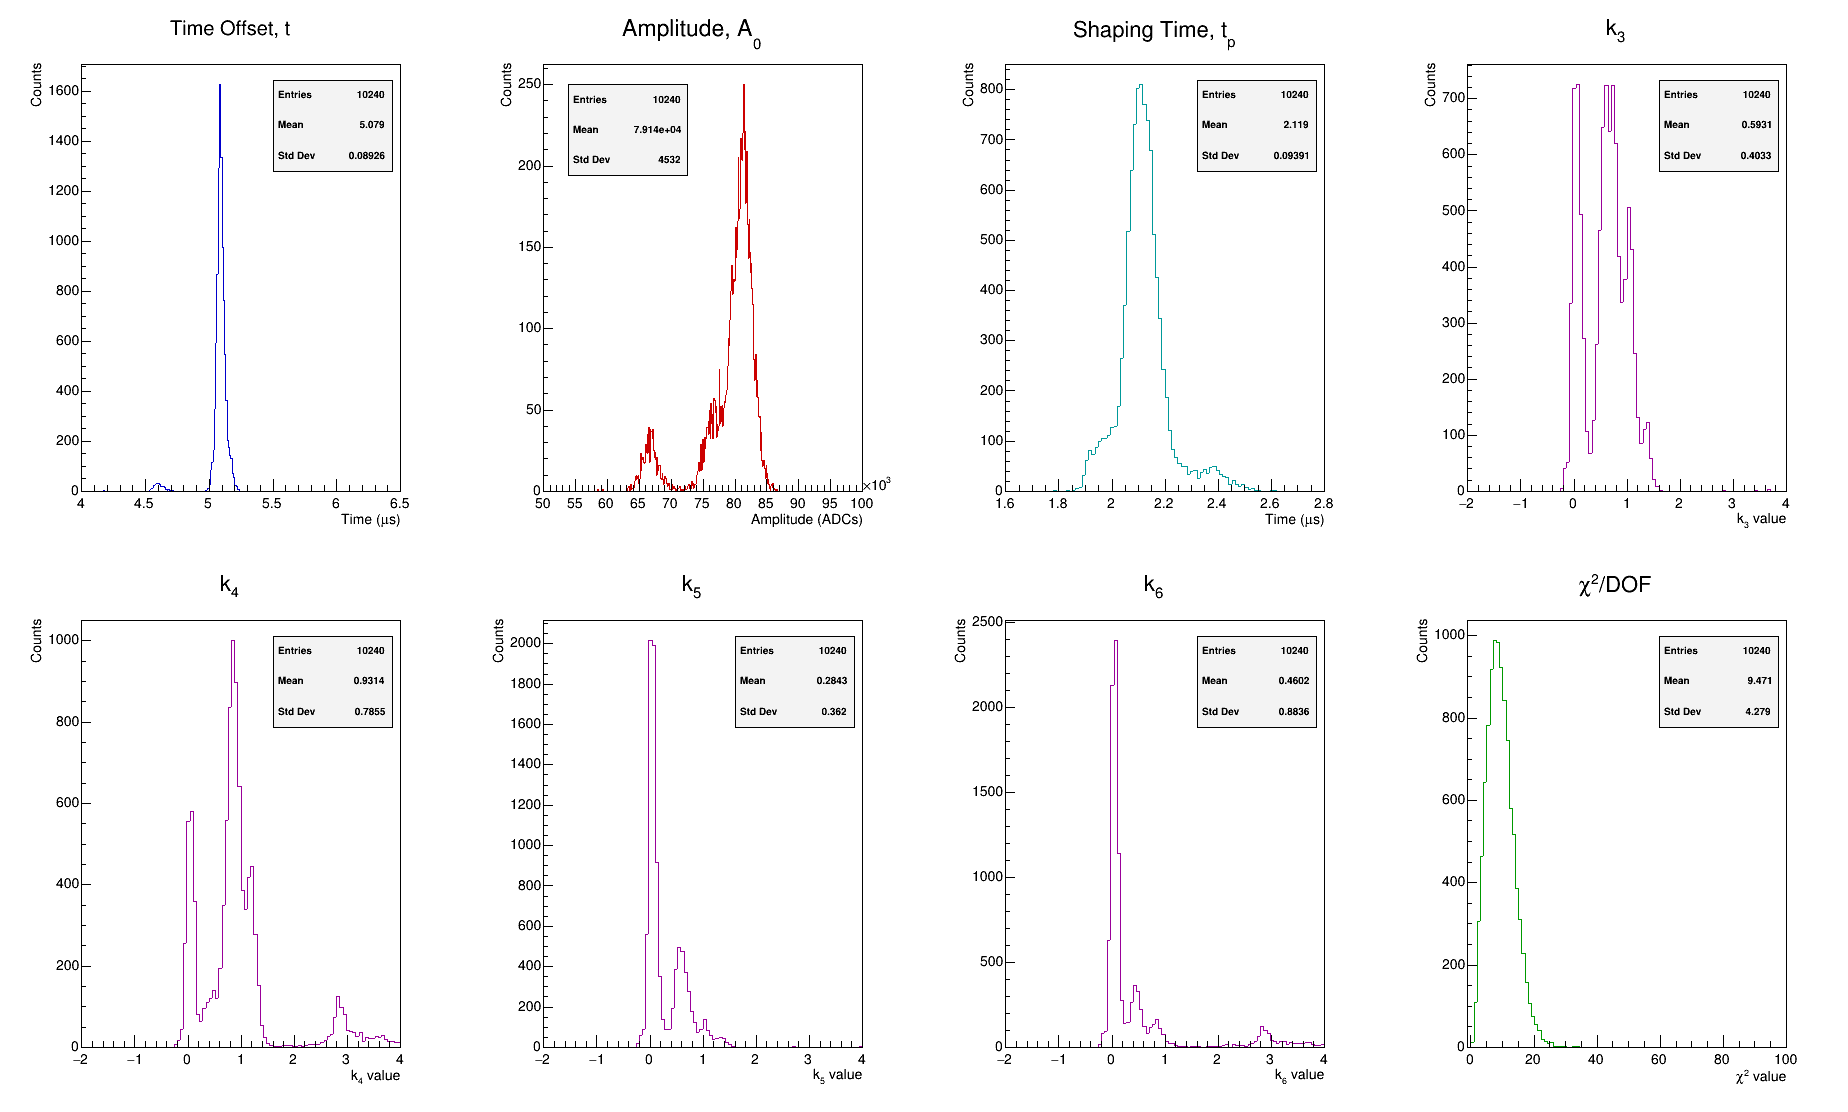 Time Offset, t
Counts
Entries 10240
Mean 5.079
Std Dev 0.08926
1600
1400
1200
1000
800
600
400
200
0
4 4.5 5 5.5 6 6.5
Time (μs)
Amplitude, A₀
Counts
Entries 10240
Mean 7.914e+04
Std Dev 4532
250
200
150
100
50
0
50 55 60 65 70 75 80 85 90 95 100
×10³
Amplitude (ADCs)
Shaping Time, tₚ
Counts
Entries 10240
Mean 2.119
Std Dev 0.09391
800
700
600
500
400
300
200
100
0
1.6 1.8 2 2.2 2.4 2.6 2.8
Time (μs)
k₃
Counts
Entries 10240
Mean 0.5931
Std Dev 0.4033
700
600
500
400
300
200
100
0
−2 −1 0 1 2 3 4
k₃ value
k₄
Counts
Entries 10240
Mean 0.9314
Std Dev 0.7855
1000
800
600
400
200
0
−2 −1 0 1 2 3 4
k₄ value
k₅
Counts
Entries 10240
Mean 0.2843
Std Dev 0.362
2000
1800
1600
1400
1200
1000
800
600
400
200
0
−2 −1 0 1 2 3 4
k₅ value
k₆
Counts
Entries 10240
Mean 0.4602
Std Dev 0.8836
2500
2000
1500
1000
500
0
−2 −1 0 1 2 3 4
k₆ value
χ²/DOF
Counts
Entries 10240
Mean 9.471
Std Dev 4.279
1000
800
600
400
200
0
0 20 40 60 80 100
χ² value